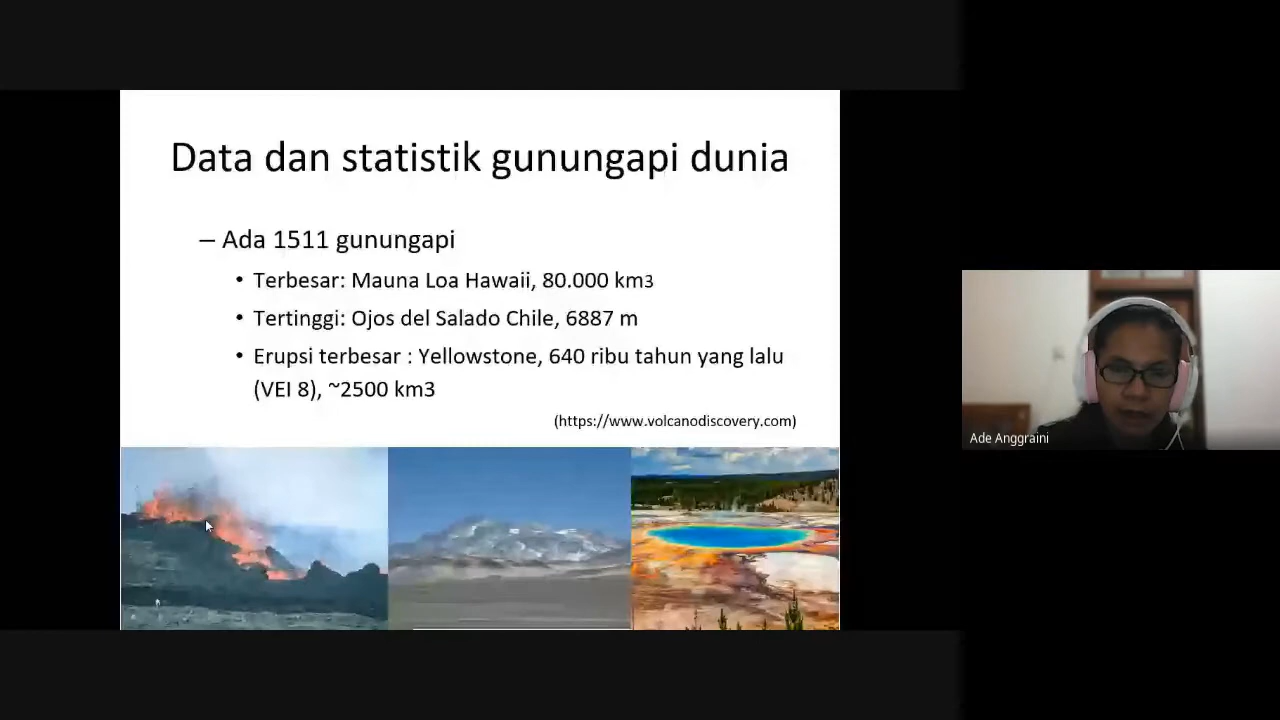 Data dan statistik gunungapi dunia
– Ada 1511 gunungapi
• Terbesar: Mauna Loa Hawaii, 80.000 km3
• Tertinggi: Ojos del Salado Chile, 6887 m
• Erupsi terbesar : Yellowstone, 640 ribu tahun yang lalu
(VEI 8), ~2500 km3
(https://www.volcanodiscovery.com)
Ade Anggraini